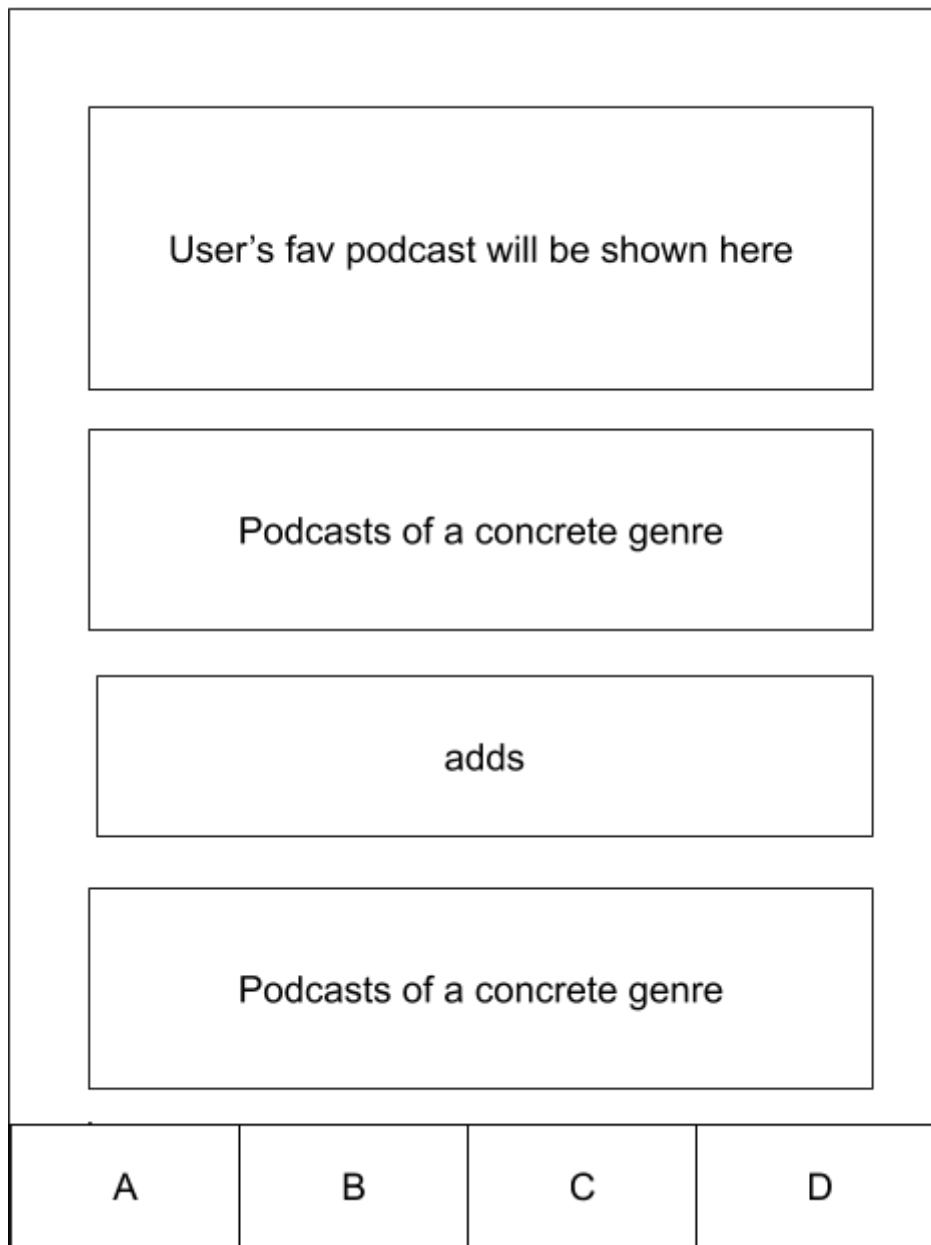 User’s fav podcast will be shown here
Podcasts of a concrete genre
adds
Podcasts of a concrete genre
A B C D